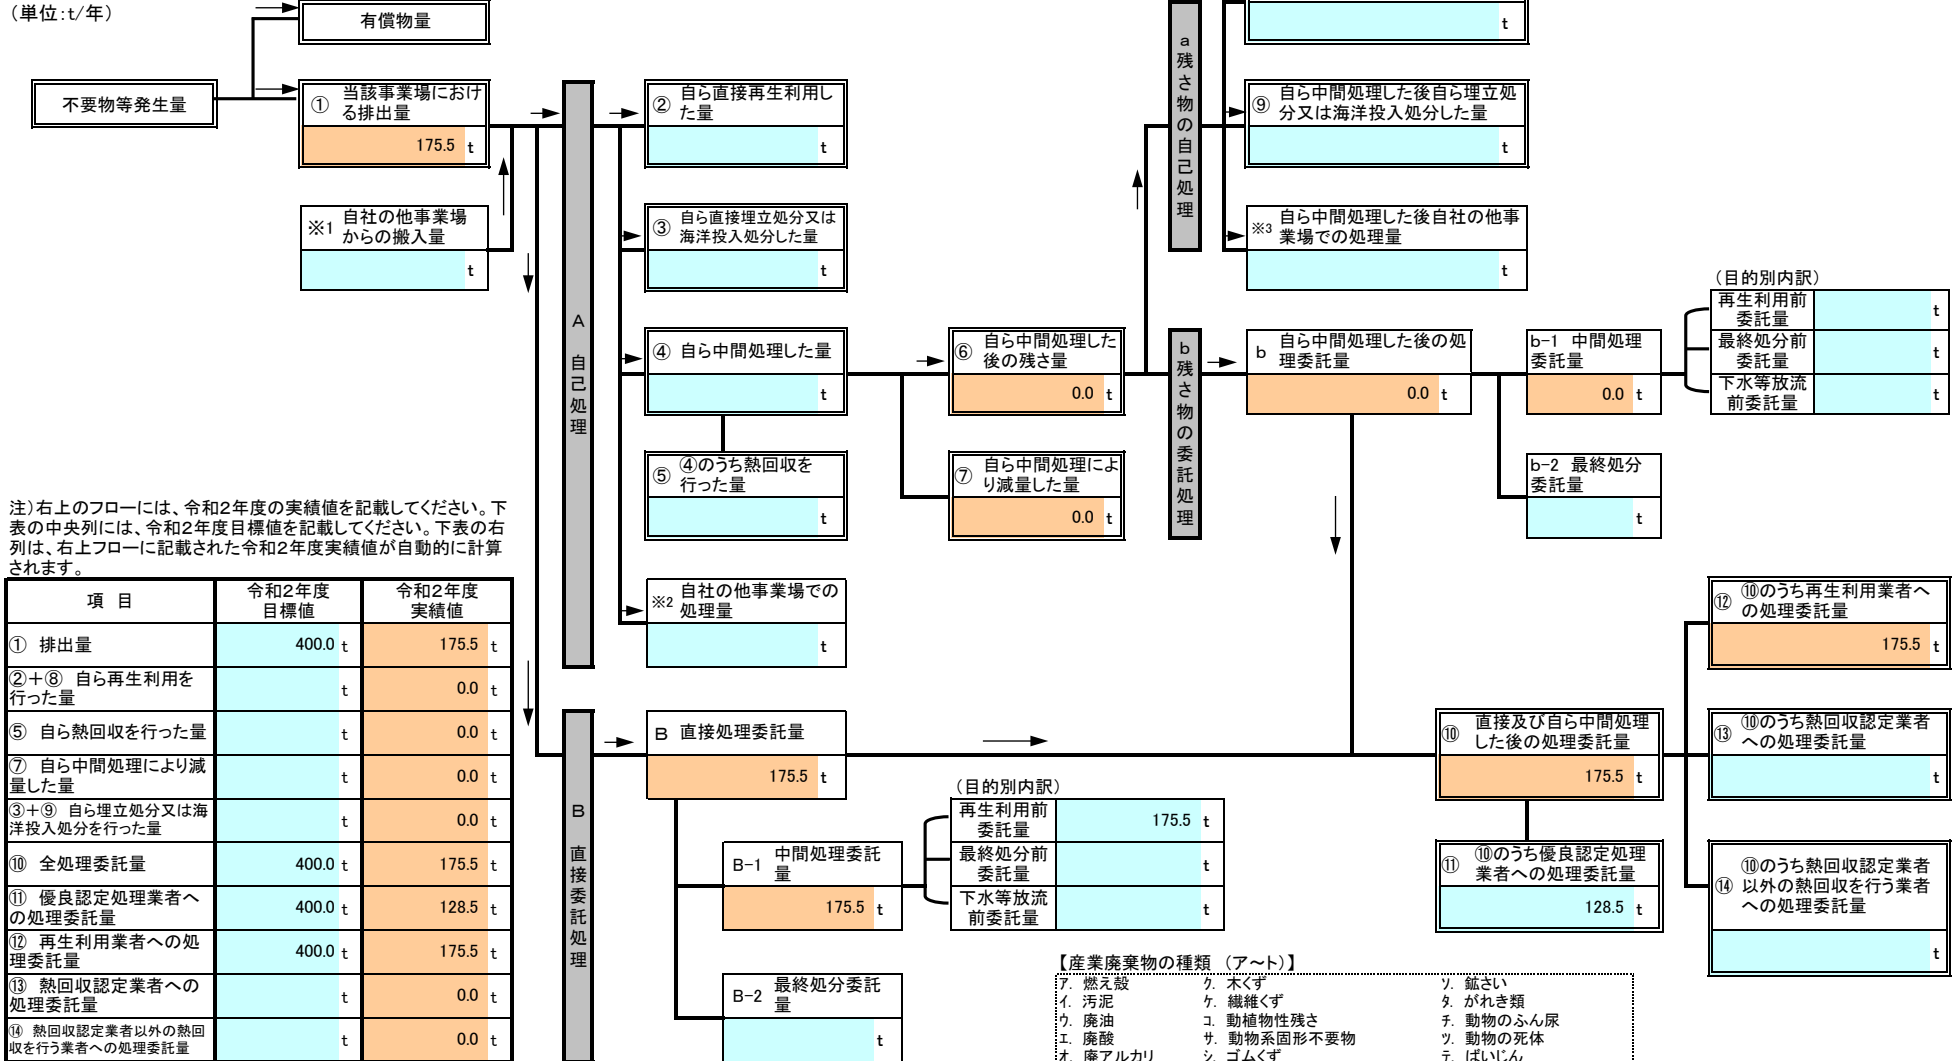 （単位：t/年）
有償物量
t
不要物等発生量
① 当該事業場におけ
る排出量
175.5 t
※1 自社の他事業場
からの搬入量
t
A 自己処理
② 自ら直接再生利用し
た量
t
③ 自ら直接埋立処分又は
海洋投入処分した量
t
④ 自ら中間処理した量
t
⑤ ④のうち熱回収を
行った量
t
※2 自社の他事業場での
処理量
t
⑥ 自ら中間処理した
後の残さ量
0.0 t
⑦ 自ら中間処理によ
り減量した量
0.0 t
a 残さ物の自己処理
⑨ 自ら中間処理した後自ら埋立処
分又は海洋投入処分した量
t
※3 自ら中間処理した後自社の他事
業場での処理量
t
b 残さ物の委託処理
b 自ら中間処理した後の処
理委託量
0.0 t
b-1 中間処理
委託量
0.0 t
b-2 最終処分
委託量
t
（目的別内訳）
再生利用前
委託量
t
最終処分前
委託量
t
下水等放流
前委託量
t
注）右上のフローには、令和2年度の実績値を記載してください。下
表の中央列には、令和2年度目標値を記載してください。下表の右
列は、右上フローに記載された令和2年度実績値が自動的に計算
されます。
項 目
令和2年度
目標値
令和2年度
実績値
① 排出量 400.0 t 175.5 t
②＋⑧ 自ら再生利用を
行った量 t 0.0 t
⑤ 自ら熱回収を行った量 t 0.0 t
⑦ 自ら中間処理により減
量した量 t 0.0 t
③＋⑨ 自ら埋立処分又は海
洋投入処分を行った量 t 0.0 t
⑩ 全処理委託量 400.0 t 175.5 t
⑪ 優良認定処理業者へ
の処理委託量 400.0 t 128.5 t
⑫ 再生利用業者への処
理委託量 400.0 t 175.5 t
⑬ 熱回収認定業者への
処理委託量 t 0.0 t
⑭ 熱回収認定業者以外の熱回
収を行う業者への処理委託量 t 0.0 t
B 直接委託処理
B 直接処理委託量
175.5 t
B-1 中間処理委託
量
175.5 t
B-2 最終処分委託
量
t
（目的別内訳）
再生利用前
委託量
175.5 t
最終処分前
委託量
t
下水等放流
前委託量
t
⑩ 直接及び自ら中間処理
した後の処理委託量
175.5 t
⑪ ⑩のうち優良認定処理
業者への処理委託量
128.5 t
⑫ ⑩のうち再生利用業者へ
の処理委託量
175.5 t
⑬ ⑩のうち熱回収認定業者
への処理委託量
t
⑭ ⑩のうち熱回収認定業者
以外の熱回収を行う業者
への処理委託量
t
【産業廃棄物の種類 （ア～ト）】
ア. 燃え殻 ク. 木くず ソ. 鉱さい
イ. 汚泥 ケ. 繊維くず タ. がれき類
ウ. 廃油 コ. 動植物性残さ チ. 動物のふん尿
エ. 廃酸 サ. 動物系固形不要物 ツ. 動物の死体
オ. 廃アルカリ シ. ゴムくず テ. ばいじん